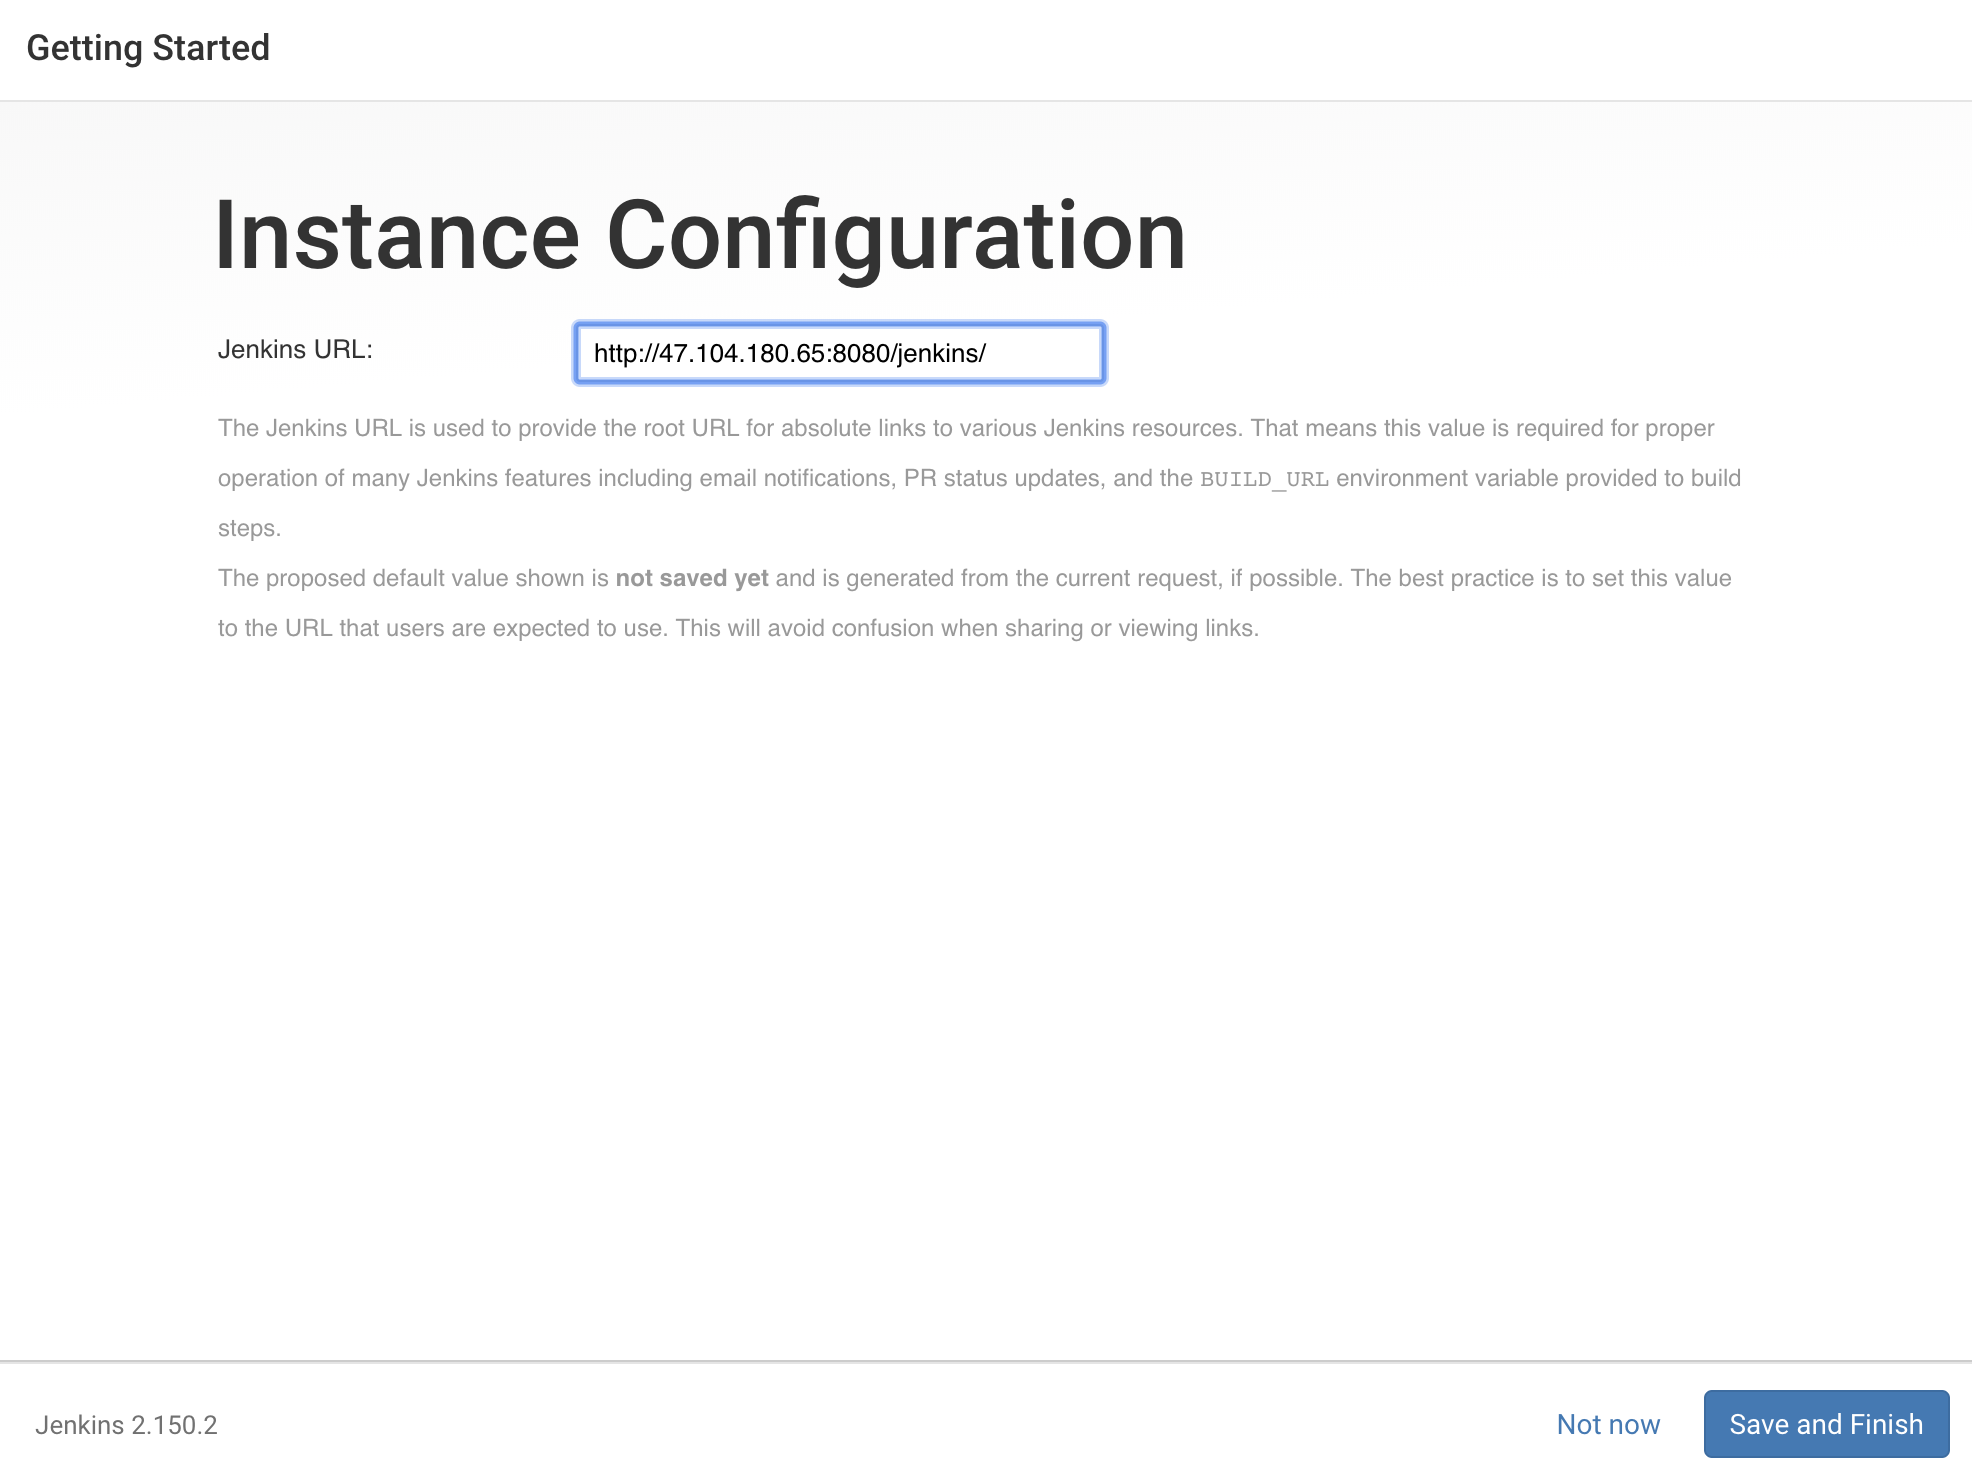 Getting Started
Instance Configuration
Jenkins URL: http://47.104.180.65:8080/jenkins/
The Jenkins URL is used to provide the root URL for absolute links to various Jenkins resources. That means this value is required for proper
operation of many Jenkins features including email notifications, PR status updates, and the BUILD_URL environment variable provided to build
steps.
The proposed default value shown is not saved yet and is generated from the current request, if possible. The best practice is to set this value
to the URL that users are expected to use. This will avoid confusion when sharing or viewing links.
Jenkins 2.150.2 Not now Save and Finish